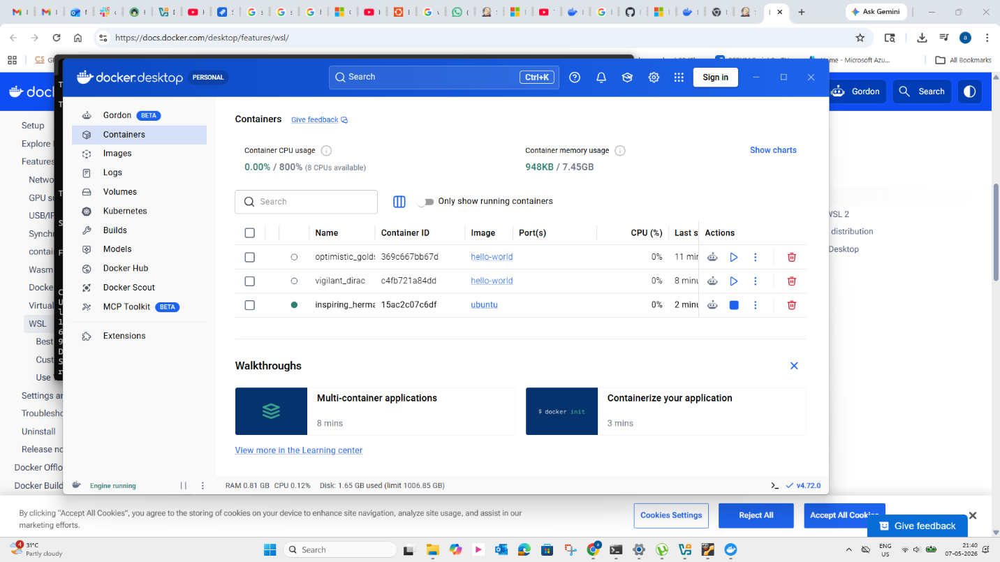 Ask Gemini
https://docs.docker.com/desktop/features/wsl/
a
All Bookmarks
docker.desktop PERSONAL
Search Ctrl+K
Sign in
Gordon
Search
Setup
Explore
Features
Netwo
GPU su
USB/IP
Synchr
contai
Wasm
Docke
Virtual
WSL
Best
Cust
Use
Settings an
Troublesho
Uninstall
Release no
Docker Offlo
Docker Build
Gordon BETA
Containers
Images
Logs
Volumes
Kubernetes
Builds
Models
Docker Hub
Docker Scout
MCP Toolkit BETA
Extensions
Containers Give feedback
Container CPU usage
0.00% / 800% (8 CPUs available)
Container memory usage
948KB / 7.45GB
Show charts
Search
Only show running containers
Name Container ID Image Port(s) CPU (%) Last s Actions
optimistic_golds 369c667bb67d hello-world 0% 11 min
vigilant_dirac c4fb721a84dd hello-world 0% 8 minu
inspiring_herma 15ac2c07c6df ubuntu 0% 2 minu
Walkthroughs
Multi-container applications
8 mins
$ docker init
Containerize your application
3 mins
View more in the Learning center
Engine running
RAM 0.81 GB CPU 0.12% Disk: 1.65 GB used (limit 1006.85 GB)
v4.72.0
WSL 2
distribution
Desktop
By clicking "Accept All Cookies", you agree to the storing of cookies on your device to enhance site navigation, analyze site usage, and assist in our
marketing efforts.
Cookies Settings
Reject All
Accept All Cookies
Give feedback
4
31°C
Partly cloudy
Search
ENG
US
21:40
07-05-2026